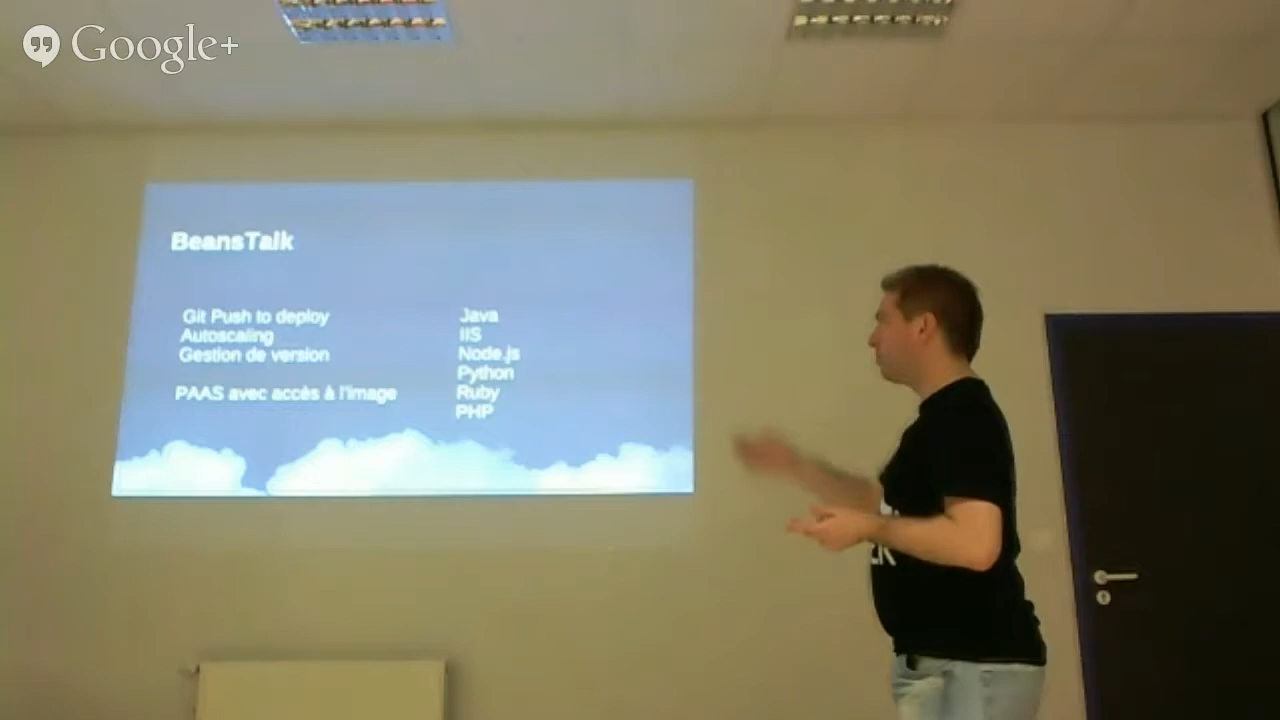 Google+
BeansTalk
Git Push to deploy
Autoscaling
Gestion de version
PAAS avec accès à l'image
Java
IIS
Node.js
Python
Ruby
PHP